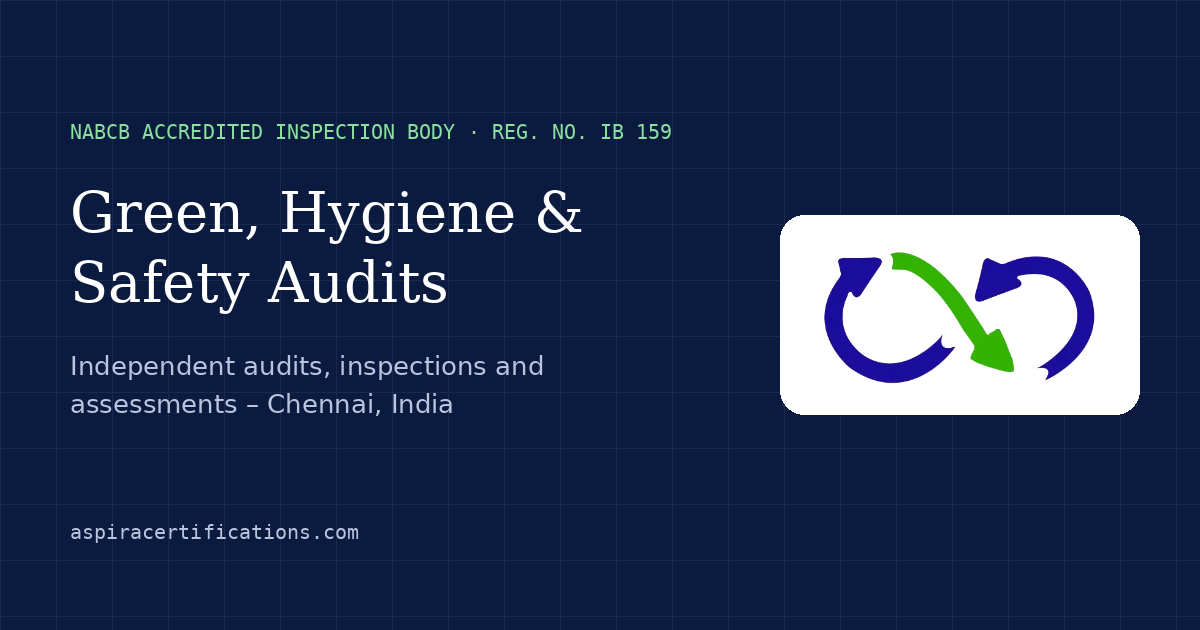 NABCB ACCREDITED INSPECTION BODY · REG. NO. IB 159
Green, Hygiene &
Safety Audits
Independent audits, inspections and
assessments – Chennai, India
aspiracertifications.com